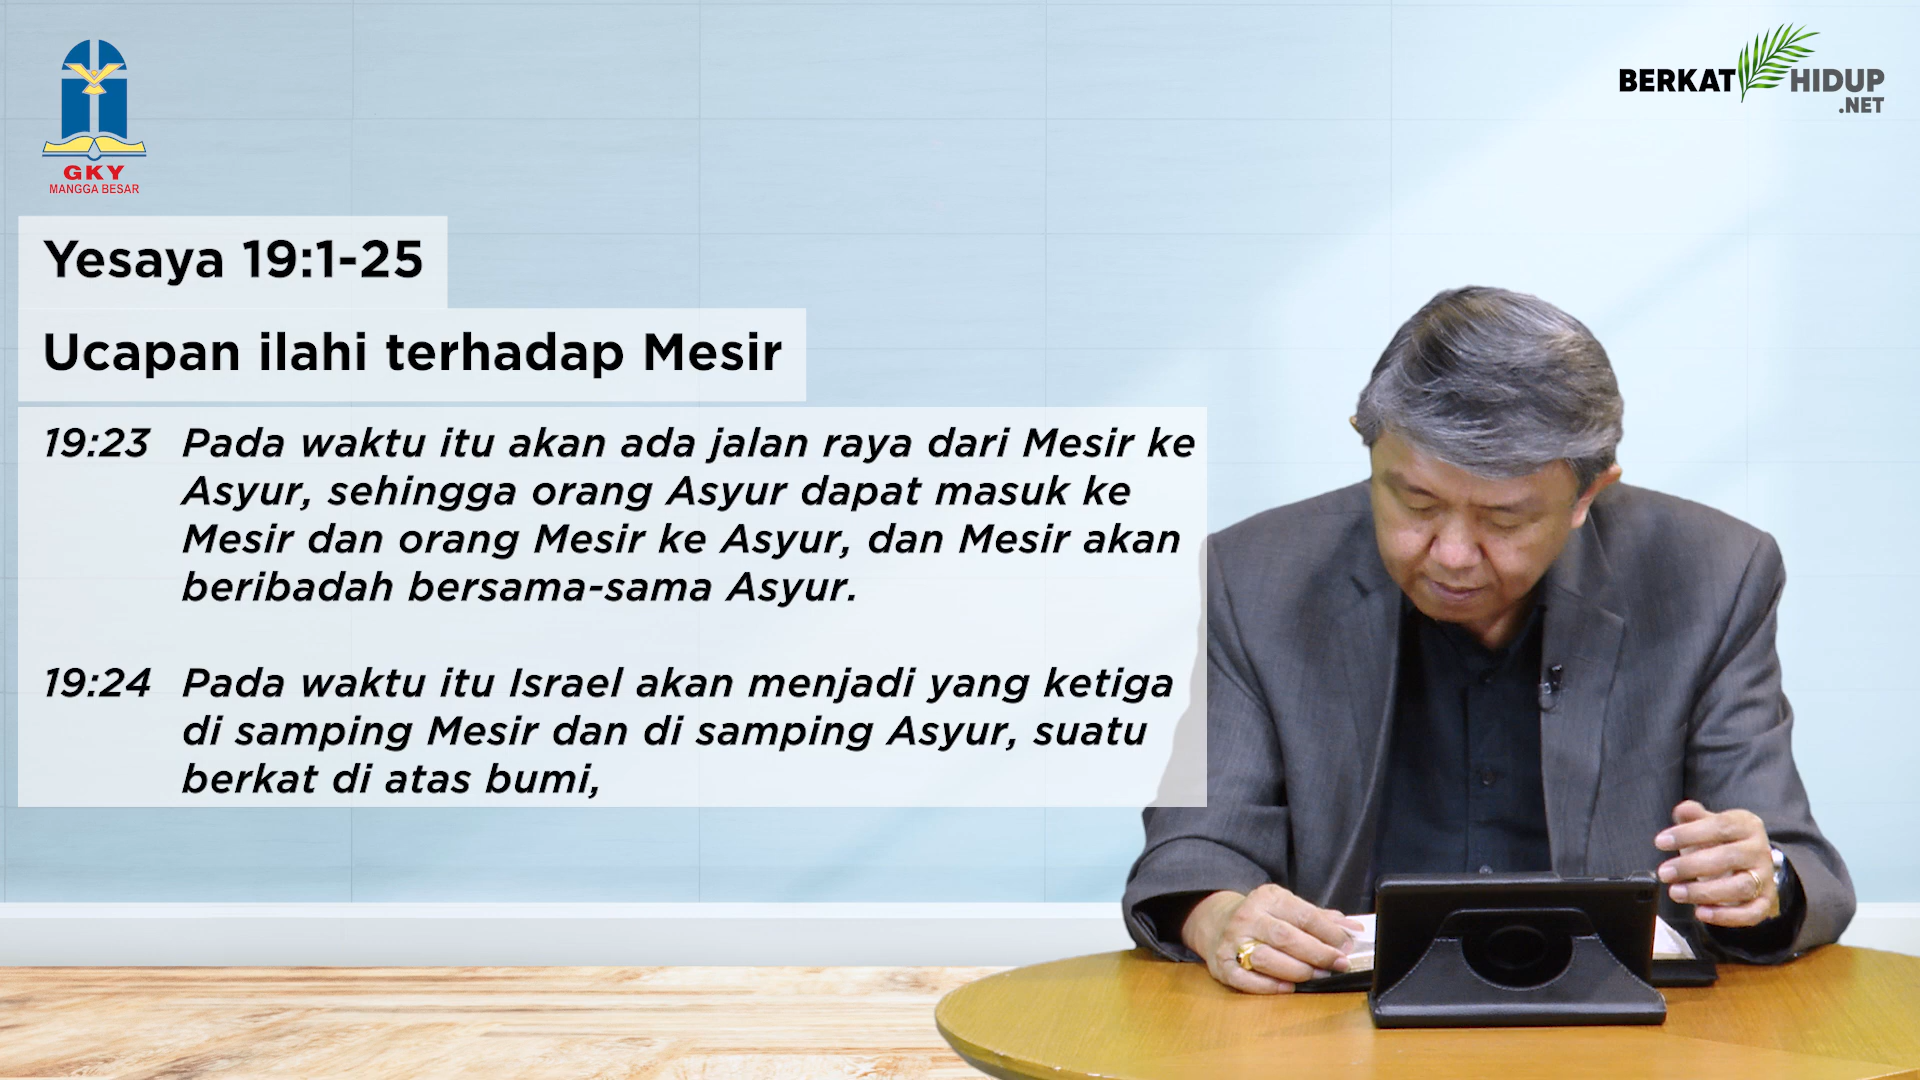 GKY
MANGGA BESAR
BERKAT HIDUP
.NET
Yesaya 19:1-25
Ucapan ilahi terhadap Mesir
19:23 Pada waktu itu akan ada jalan raya dari Mesir ke
Asyur, sehingga orang Asyur dapat masuk ke
Mesir dan orang Mesir ke Asyur, dan Mesir akan
beribadah bersama-sama Asyur.
19:24 Pada waktu itu Israel akan menjadi yang ketiga
di samping Mesir dan di samping Asyur, suatu
berkat di atas bumi,